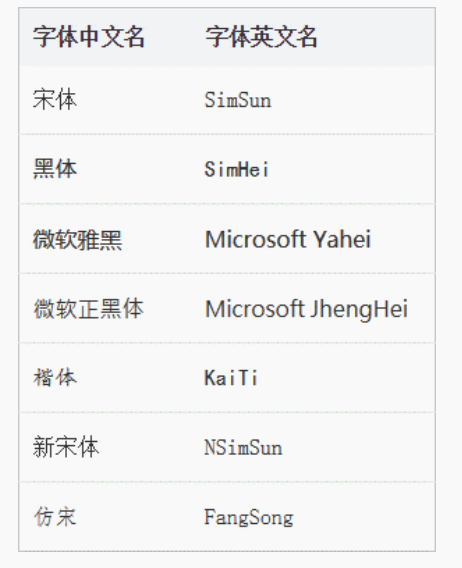 字体中文名 字体英文名
宋体 SimSun
黑体 SimHei
微软雅黑 Microsoft Yahei
微软正黑体 Microsoft JhengHei
楷体 KaiTi
新宋体 NSimSun
仿宋 FangSong